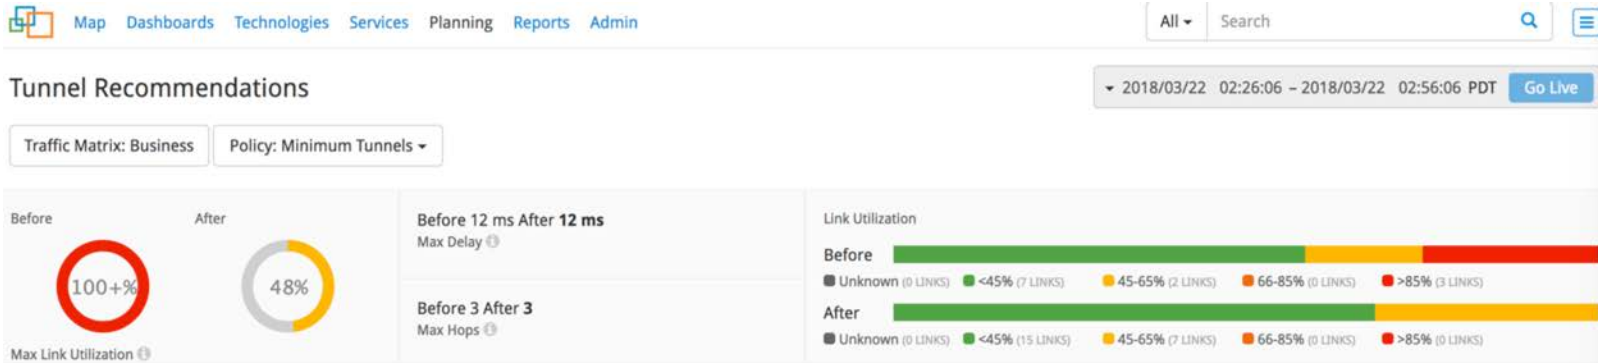 Map Dashboards Technologies Services Planning Reports Admin All Search
Tunnel Recommendations
2018/03/22 02:26:06 – 2018/03/22 02:56:06 PDT Go Live
Traffic Matrix: Business Policy: Minimum Tunnels
Before After
100+% 48%
Max Link Utilization
Before 12 ms After 12 ms
Max Delay
Before 3 After 3
Max Hops
Link Utilization
Before
Unknown (0 LINKS) <45% (7 LINKS) 45-65% (2 LINKS) 66-85% (0 LINKS) >85% (3 LINKS)
After
Unknown (0 LINKS) <45% (15 LINKS) 45-65% (7 LINKS) 66-85% (0 LINKS) >85% (0 LINKS)